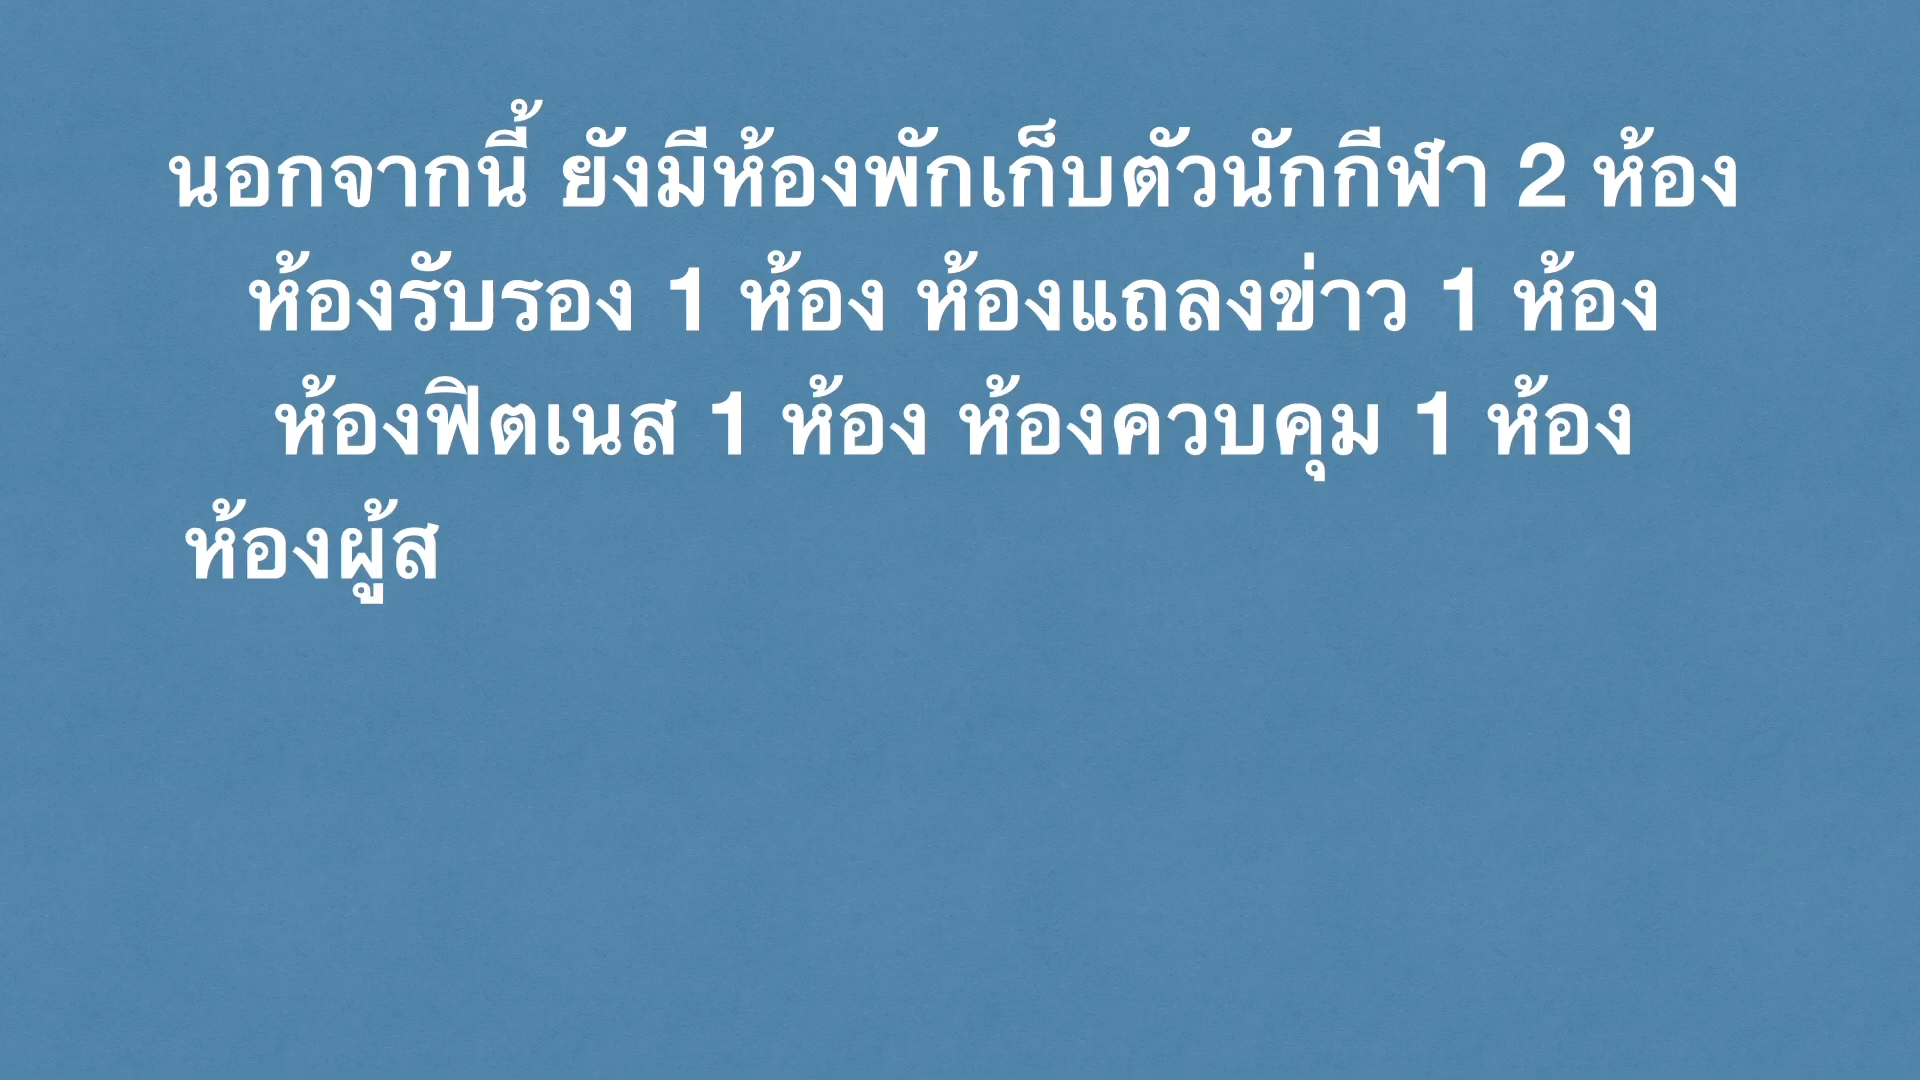 นอกจากนี้ ยังมีห้องพักเก็บตัวนักกีฬา 2 ห้อง
ห้องรับรอง 1 ห้อง ห้องแถลงข่าว 1 ห้อง
ห้องฟิตเนส 1 ห้อง ห้องควบคุม 1 ห้อง
ห้องผู้ส